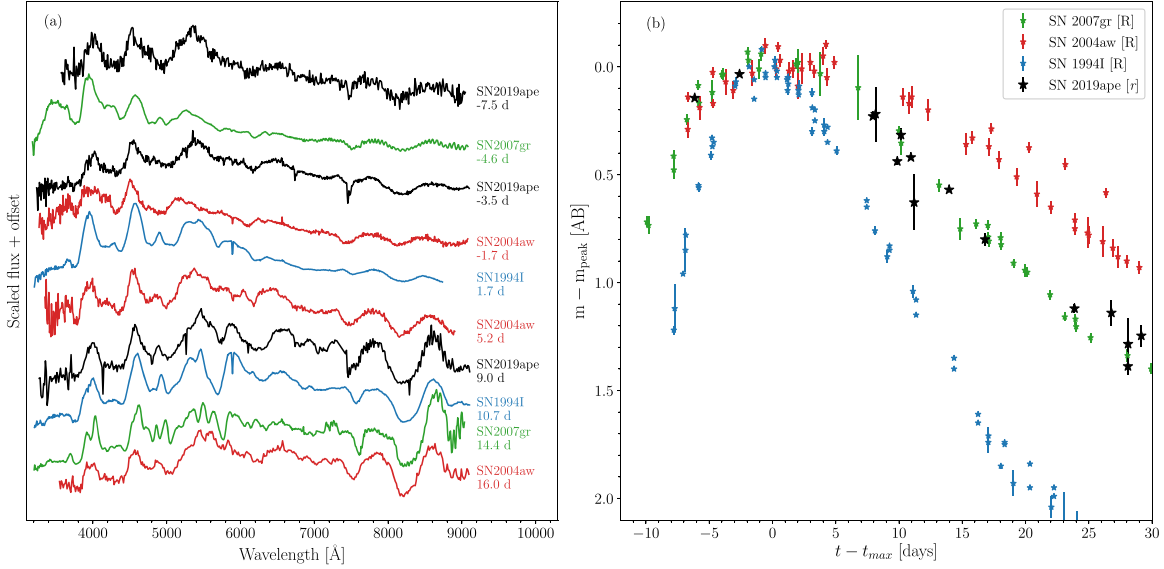 (a)
SN2019ape
-7.5 d
SN2007gr
-4.6 d
SN2019ape
-3.5 d
SN2004aw
-1.7 d
SN1994I
1.7 d
SN2004aw
5.2 d
SN2019ape
9.0 d
SN1994I
10.7 d
SN2007gr
14.4 d
SN2004aw
16.0 d
Scaled flux + offset
4000 5000 6000 7000 8000 9000 10000
Wavelength [Å]
(b)
SN 2007gr [R]
SN 2004aw [R]
SN 1994I [R]
SN 2019ape [r]
0.0
0.5
1.0
1.5
2.0
m − mpeak [AB]
−10 −5 0 5 10 15 20 25 30
t − tmax [days]